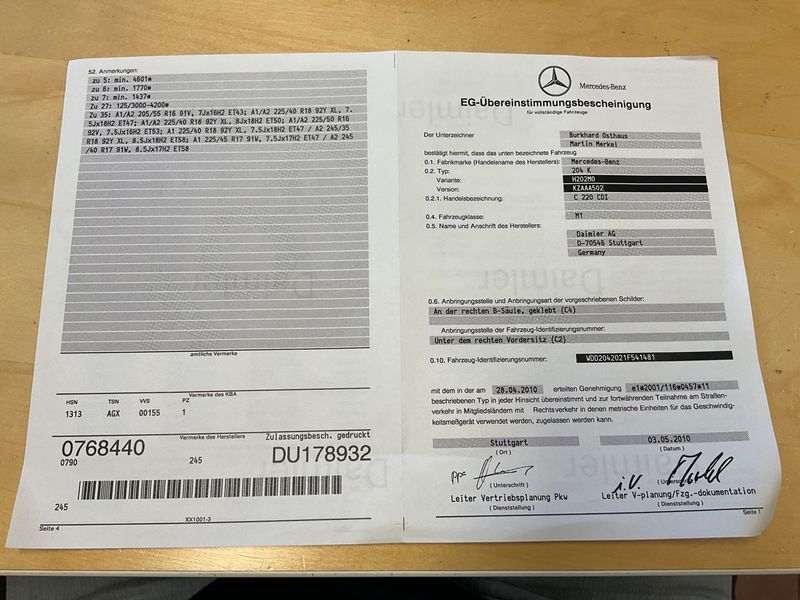 52. Anmerkungen:
zu 5: min. 4601*
zu 6: min. 1770*
zu 7: min. 1437*
Zu 27: 125/3000-4200*
Zu 35: A1/A2 205/55 R16 91V, 7Jx16H2 ET43; A1/A2 225/40 R18 92Y XL, 7.
5Jx18 ET47; A1/A2 225/40 R18 92Y XL, 8Jx18H2 ET50; A1/A2 225/50 R16
92V, 7.5Jx16H2 ET53; A1 225/40 R18 92Y XL, 7.5Jx18H2 ET47 / A2 245/35
R18 92Y XL, 8.5Jx18H2 ET58; A1 225/45 R17 91W, 7.5Jx17H2 ET47 / A2 245
/40 R17 91W, 8.5Jx17H2 ET58
amtliche Vermerke
Vermerke des KBA
HSN TSN VVS PZ
1313 AGX 00155 1
Vermerke des Herstellers
Zulassungsbesch. gedruckt
0768440
DU178932
0790
245
245
XX1001-3
Seite 4
Mercedes-Benz
EG-Übereinstimmungsbescheinigung
für vollständige Fahrzeuge
Der Unterzeichner
Burkhard Osthaus
Martin Merkel
bestätigt hiermit, dass das unten bezeichnete Fahrzeug
0.1. Fabrikmarke (Handelsname des Herstellers):
Mercedes-Benz
0.2. Typ:
204 K
Variante:
H202M0
Version:
KZAAA502
0.2.1. Handelsbezeichnung:
C 220 CDI
0.4. Fahrzeugklasse:
M1
0.5. Name und Anschrift des Herstellers:
Daimler AG
D-70546 Stuttgart
Germany
0.6. Anbringungsstelle und Anbringungsart der vorgeschriebenen Schilder:
An der rechten B-Säule, geklebt (C4)
Anbringungsstelle der Fahrzeug-Identifizierungsnummer:
Unter dem rechten Vordersitz (C2)
0.10. Fahrzeug-Identifizierungsnummer:
WDD2042021F541481
mit dem in der am 28.04.2010 erteilten Genehmigung e1*2001/116*0457*11
beschriebenen Typ in jeder Hinsicht übereinstimmt und zur fortwährenden Teilnahme am Straßen-
verkehr in Mitgliedsländern mit Rechtsverkehr in denen metrische Einheiten für das Geschwindig-
keitsmeßgerät verwendet werden, zugelassen werden kann.
Stuttgart
03.05.2010
(Ort)
(Datum)
ppa
i.V.
(Unterschrift)
(Unterschrift)
Leiter Vertriebsplanung Pkw
Leiter V-planung/Fzg.-dokumentation
(Dienststellung)
(Dienststellung)
Seite 1